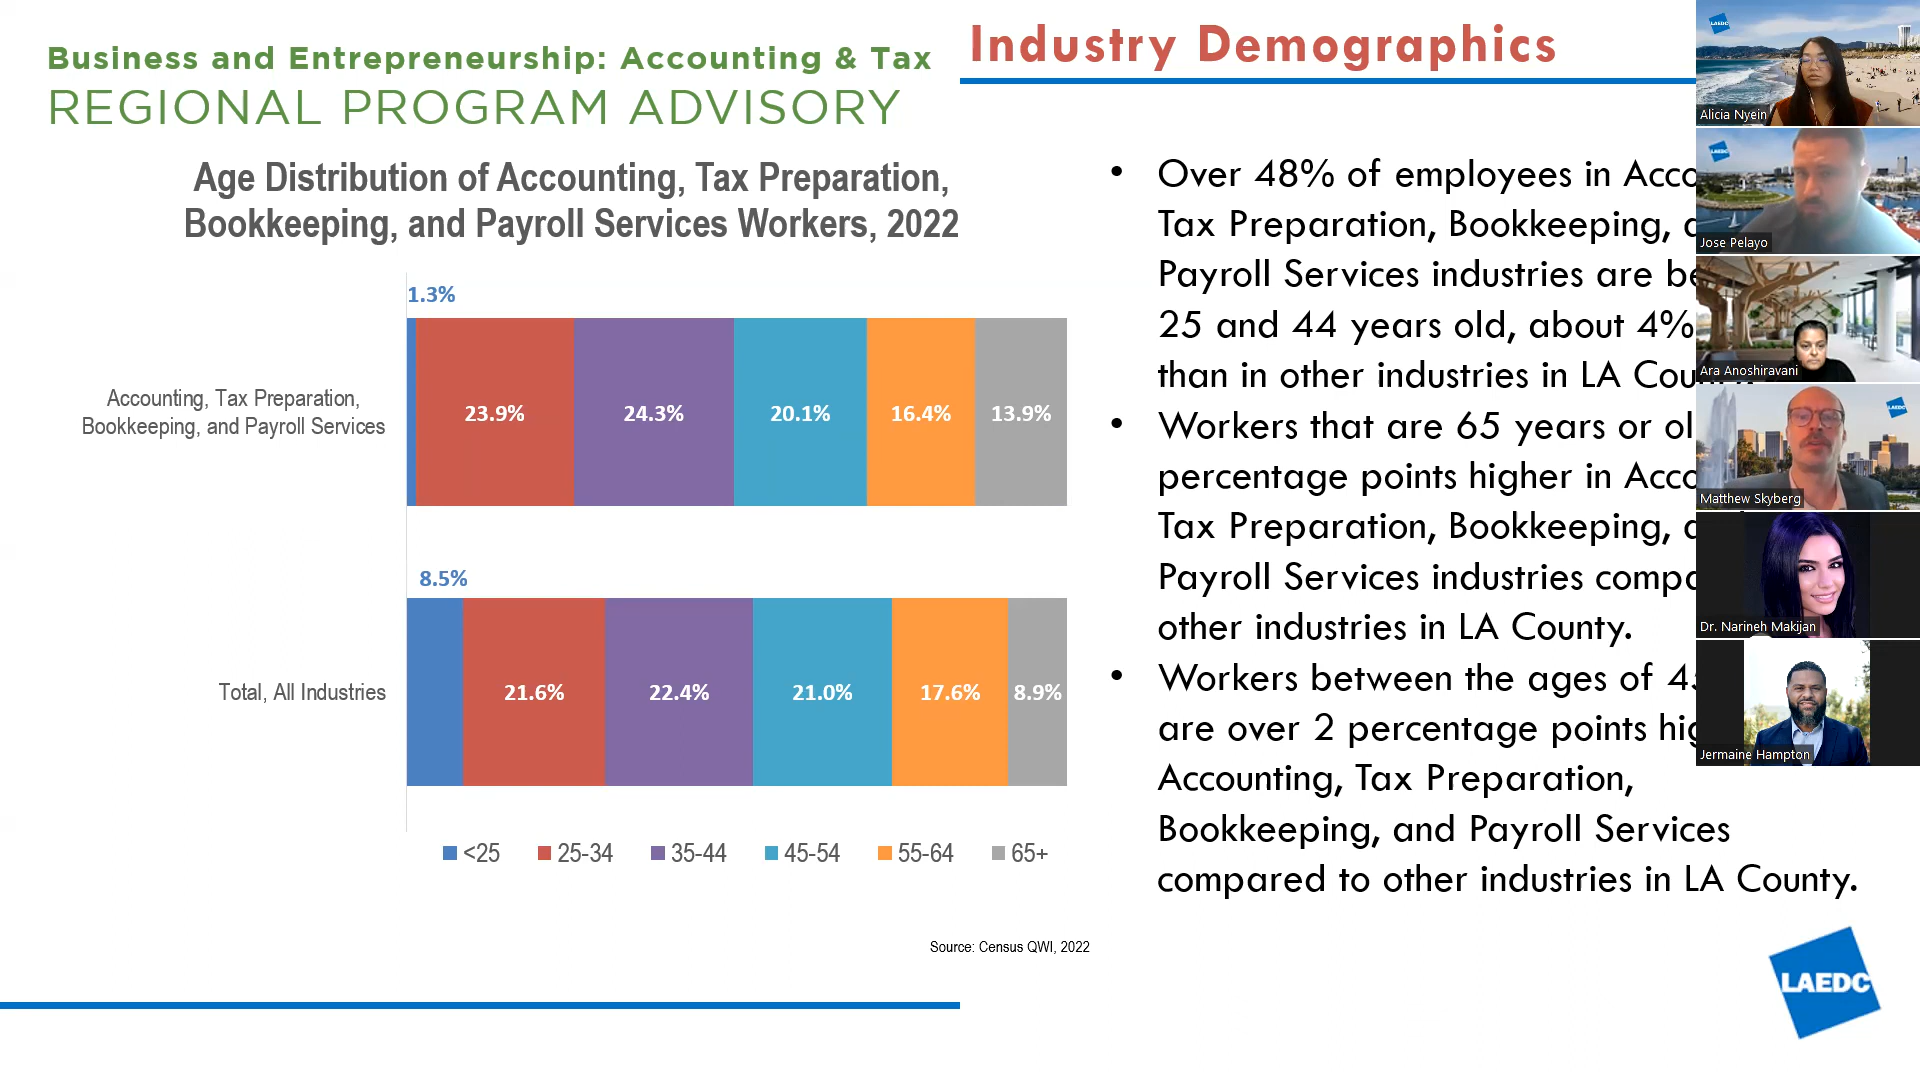 Business and Entrepreneurship: Accounting & Tax
REGIONAL PROGRAM ADVISORY
Industry Demographics
Age Distribution of Accounting, Tax Preparation,
Bookkeeping, and Payroll Services Workers, 2022
1.3%
Accounting, Tax Preparation,
Bookkeeping, and Payroll Services
23.9%
24.3%
20.1%
16.4%
13.9%
8.5%
Total, All Industries
21.6%
22.4%
21.0%
17.6%
8.9%
<25
25-34
35-44
45-54
55-64
65+
Source: Census QWI, 2022
• Over 48% of employees in
Tax Preparation, Bookkeeping,
Payroll Services industries are
25 and 44 years old, about 4%
than in other industries in LA
• Workers that are 65 years or
percentage points higher in
Tax Preparation, Bookkeeping,
Payroll Services industries
other industries in LA County.
• Workers between the ages of
are over 2 percentage points
Accounting, Tax Preparation,
Bookkeeping, and Payroll Services
compared to other industries in LA County.
LAEDC
LAEDC
Alicia Nyein
LAEDC
Jose Pelayo
Ara Anoshiravani
LAEDC
Matthew Skyberg
Dr. Narineh Makijan
Jermaine Hampton